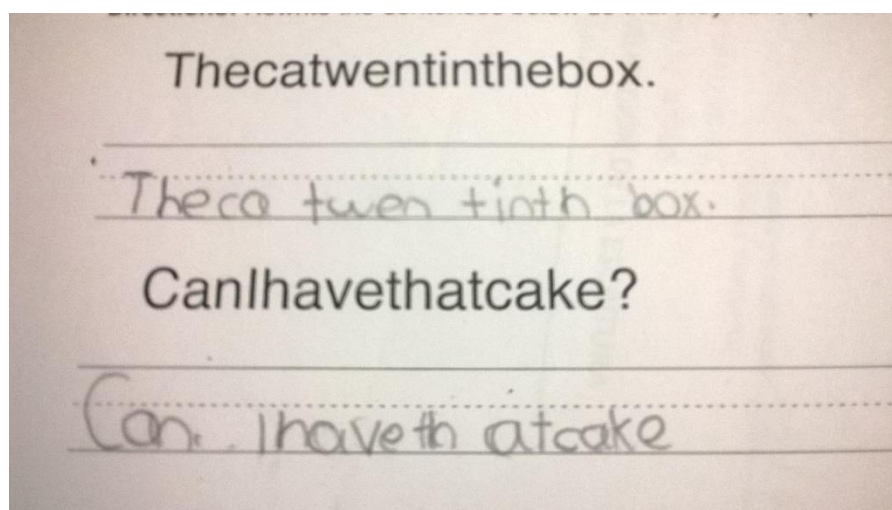 Thecatwentinthebox.
Theca twen tinth box.
CanIhavethatcake?
Can. Ihaveth atcake